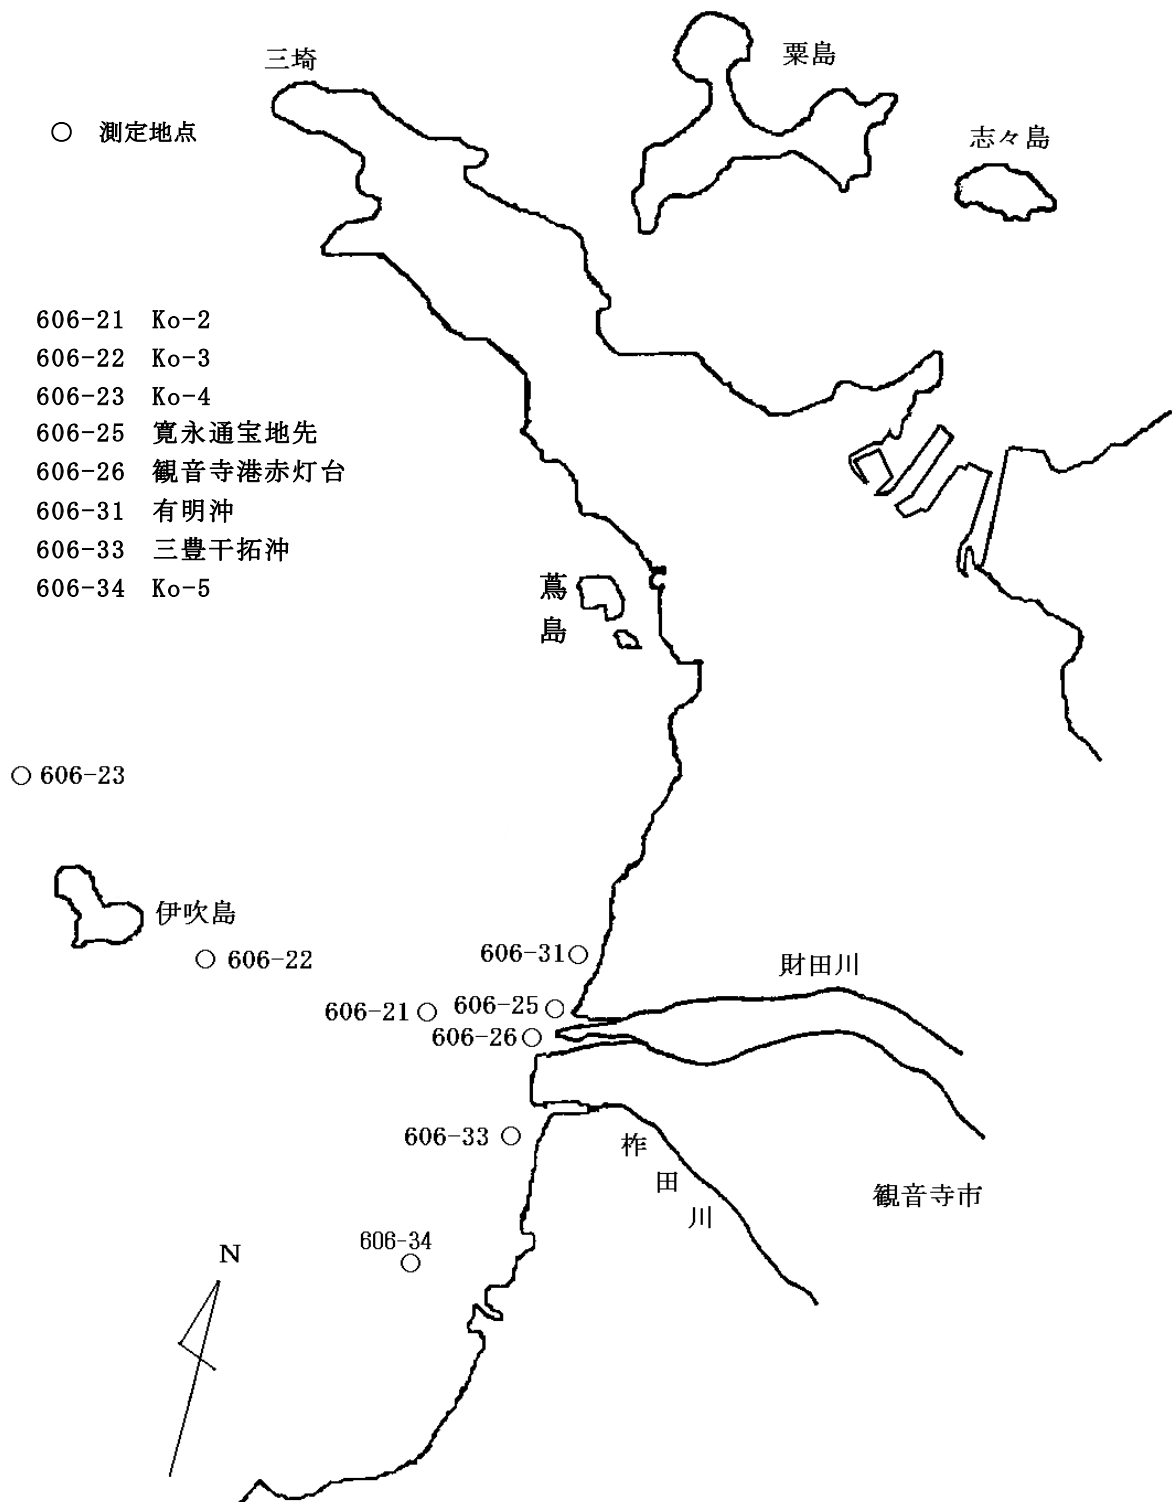 三埼
粟島
○ 測定地点
志々島
606-21 Ko-2
606-22 Ko-3
606-23 Ko-4
606-25 寛永通宝地先
606-26 観音寺港赤灯台
606-31 有明沖
606-33 三豊干拓沖
606-34 Ko-5
蔦島
606-23
伊吹島
606-22
606-31
財田川
606-21
606-25
606-26
606-33
柞田川
観音寺市
606-34
N